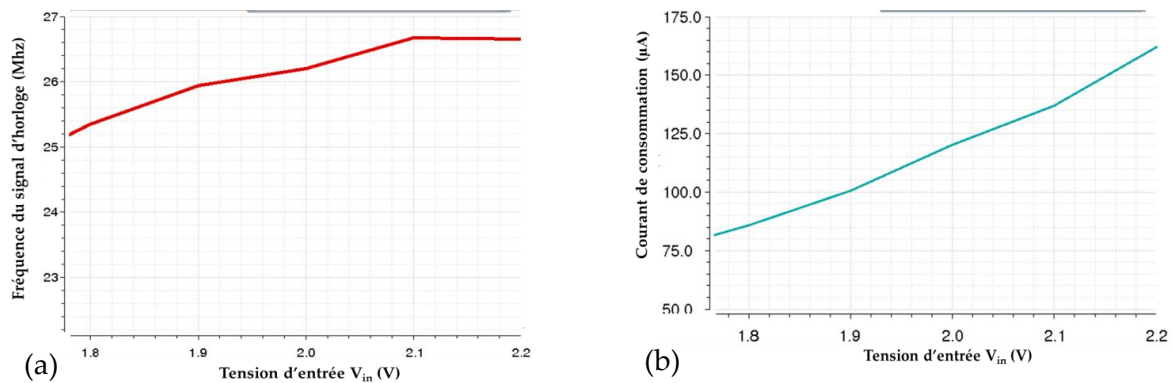 27
26
25
24
23
Fréquence du signal d'horloge (Mhz)
1.8 1.9 2.0 2.1 2.2
Tension d'entrée Vin (V)
(a)
175.0
150.0
125.0
100.0
75.0
50.0
Courant de consommation (µA)
1.8 1.9 2.0 2.1 2.2
Tension d'entrée Vin (V)
(b)